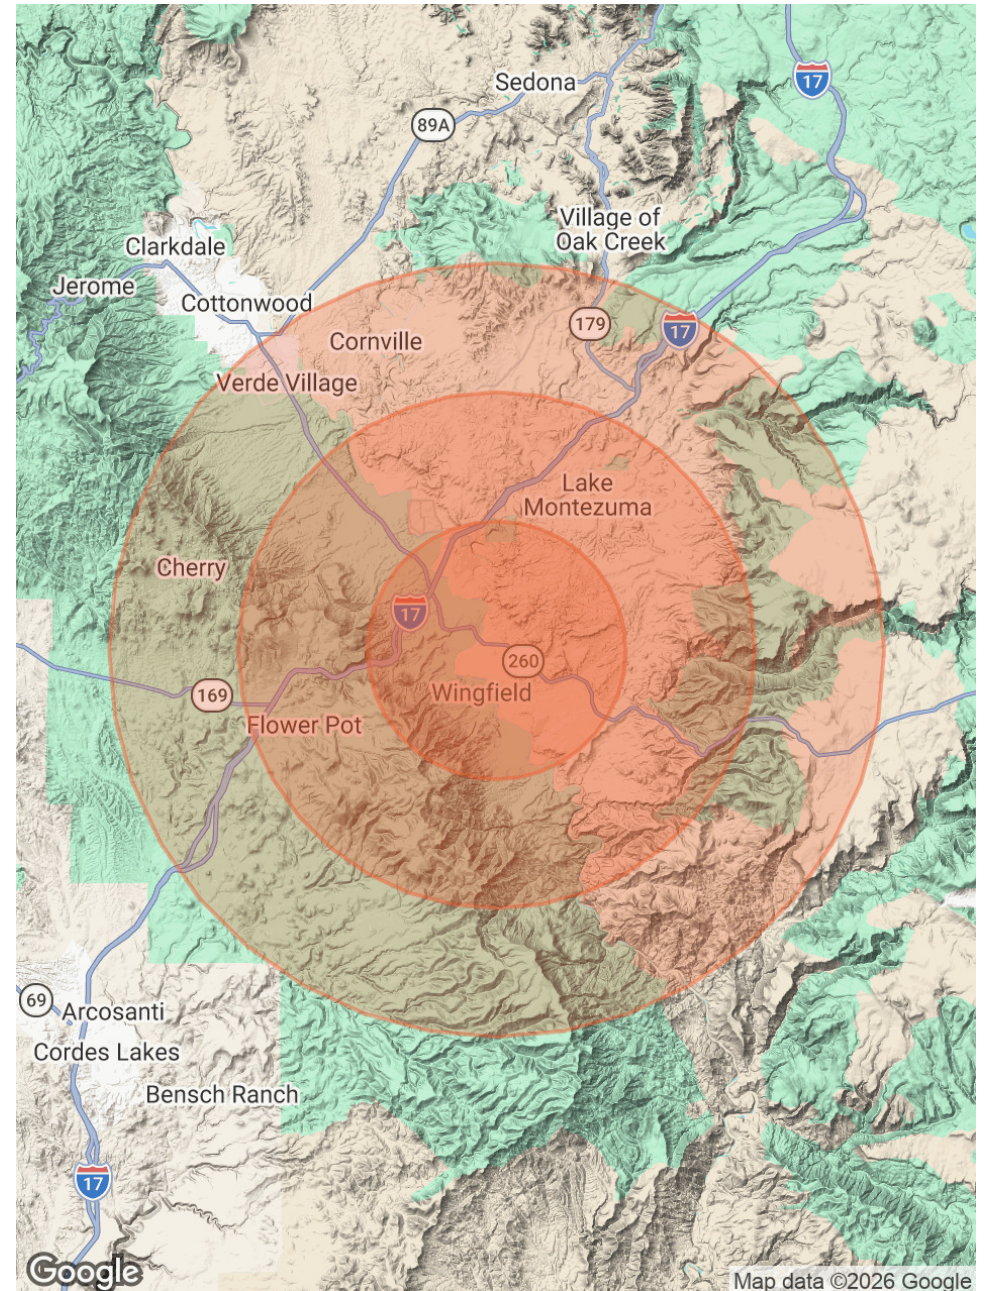 17
Sedona
89A
Village of
Oak Creek
Clarkdale
Jerome
Cottonwood
179
17
Cornville
Verde Village
Lake
Montezuma
Cherry
17
260
Wingfield
169
Flower Pot
69
Arcosanti
Cordes Lakes
Bensch Ranch
17
Google
Map data ©2026 Google